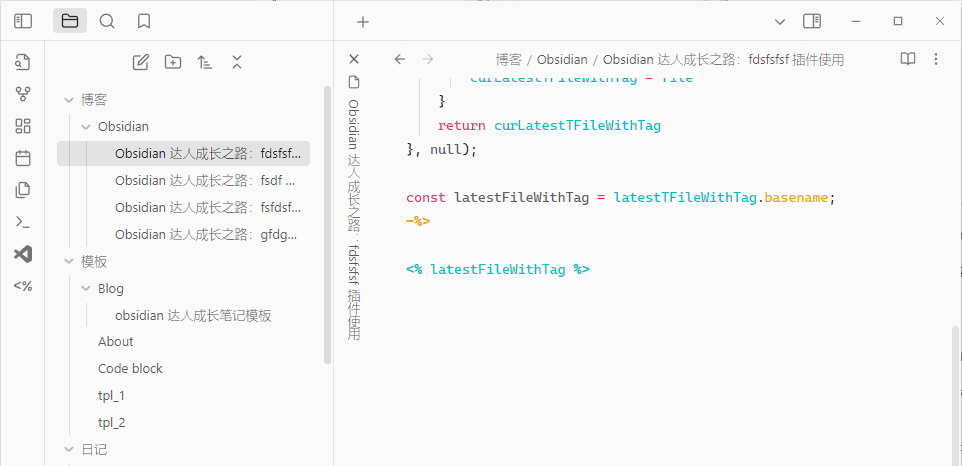 博客
Obsidian
Obsidian 达人成长之路：fdsfsf...
Obsidian 达人成长之路：fsdf ...
Obsidian 达人成长之路：fsfdsf...
Obsidian 达人成长之路：gfdg...
模板
Blog
obsidian 达人成长笔记模板
About
Code block
tpl_1
tpl_2
日记
<%
Obsidian 达人成长之路：fdsfsfsf 插件使用
博客 / Obsidian / Obsidian 达人成长之路：fdsfsfsf 插件使用
curLatestTFileWithTag = file
}
return curLatestTFileWithTag
}, null);
const latestFileWithTag = latestTFileWithTag.basename;
-%>
<% latestFileWithTag %>